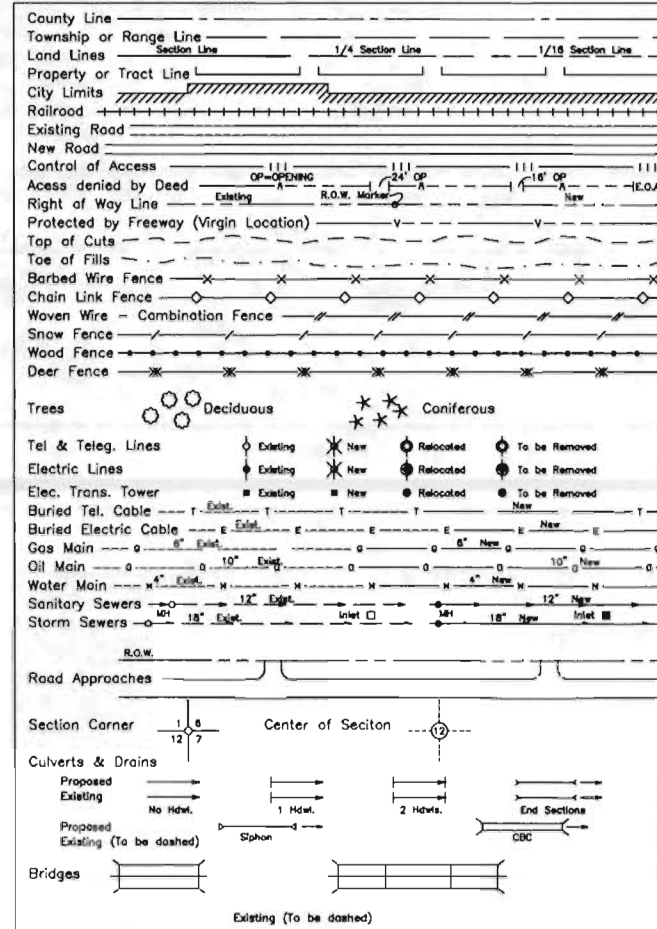 County Line
Township or Range Line
Land Lines Section Line 1/4 Section Line 1/16 Section Line
Property or Tract Line
City Limits
Railroad
Existing Road
New Road
Control of Access
OP=OPENING 24' OP 16' OP
Acess denied by Deed A A A E.O.A
Right of Way Line Existing R.O.W. Marker New
Protected by Freeway (Virgin Location) V V
Top of Cuts
Toe of Fills
Barbed Wire Fence
Chain Link Fence
Woven Wire – Combination Fence
Snow Fence
Wood Fence
Deer Fence
Trees Deciduous Coniferous
Tel & Teleg. Lines Existing New Relocated To be Removed
Electric Lines Existing New Relocated To be Removed
Elec. Trans. Tower Existing New Relocated To be Removed
Buried Tel. Cable T Exist. T T T New T
Buried Electric Cable E Exist. E E E E New E
Gas Main G 6" Exist. G G G 6" New G G
Oil Main O O 10" Exist. O O O O 10" New O
Water Main 4" Exist. 4" New
Sanitary Sewers MH 12" Exist. MH 12" New
Storm Sewers 18" Exist. Inlet 18" New Inlet
R.O.W.
Road Approaches
Section Corner 1 6 12 7 Center of Seciton 12
Culverts & Drains
Proposed
Existing
No Hdwl. 1 Hdwl. 2 Hdwls. End Sections
Proposed
Existing (To be dashed) Siphon CBC
Bridges
Existing (To be dashed)